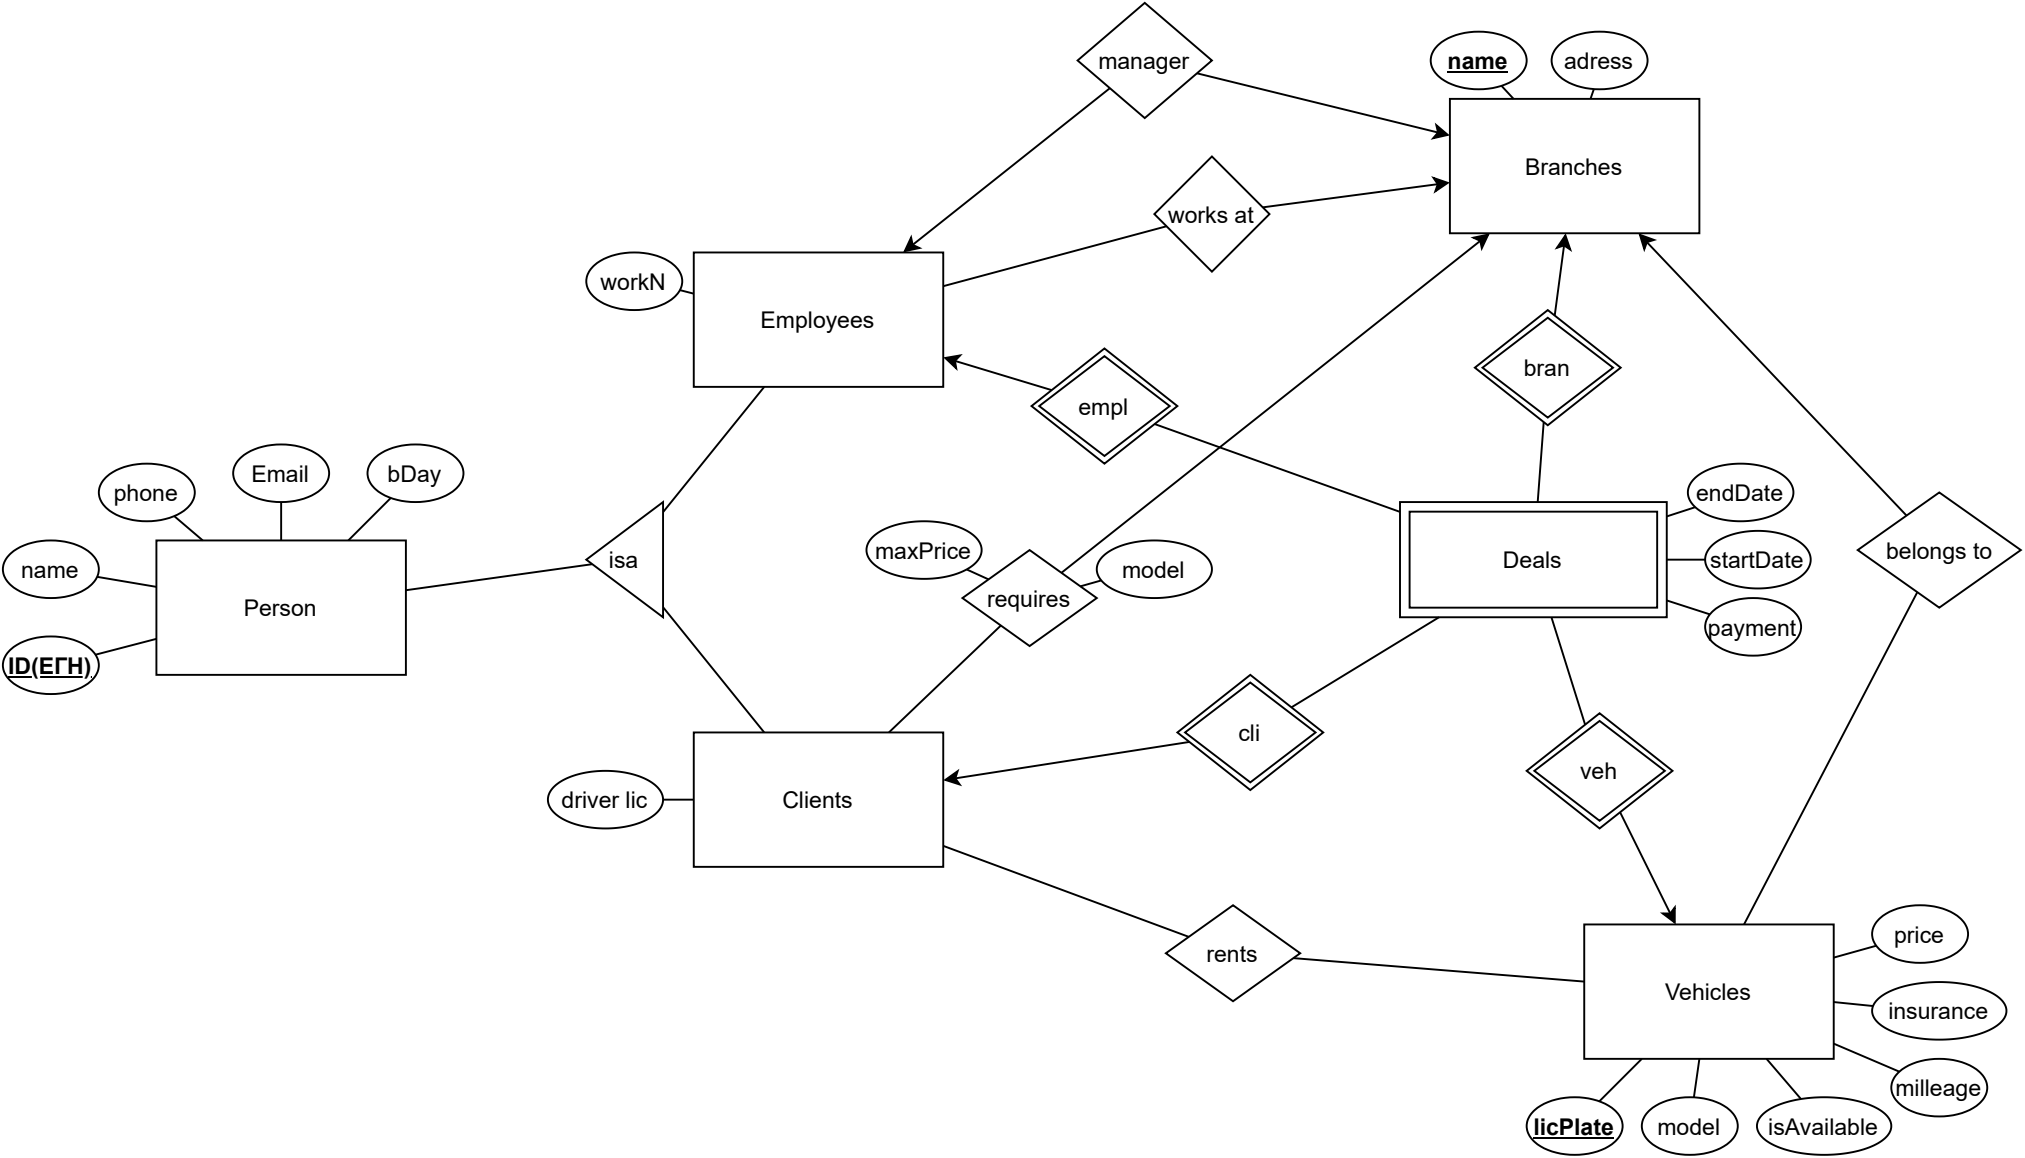 manager
name
adress
Branches
works at
workN
Employees
bran
empl
phone
Email
bDay
endDate
name
isa
maxPrice
model
Deals
startDate
belongs to
Person
requires
payment
ID(ЕГН)
cli
veh
driver lic
Clients
price
rents
Vehicles
insurance
milleage
licPlate
model
isAvailable